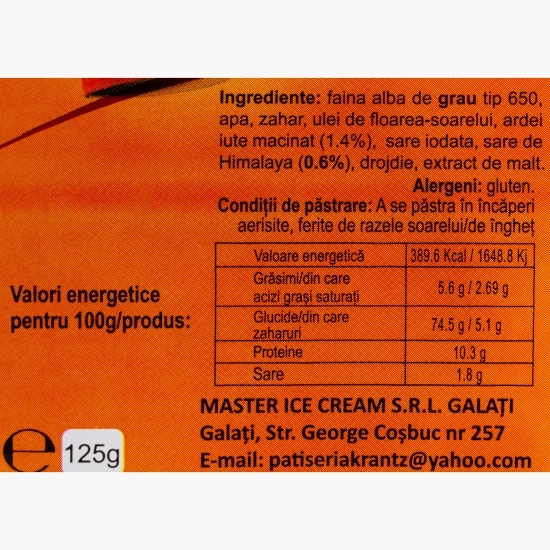 Ingrediente: faina alba de grau tip 650,
apa, zahar, ulei de floarea-soarelui, ardei
iute macinat (1.4%), sare iodata, sare de
Himalaya (0.6%), drojdie, extract de malt.
Alergeni: gluten.
Condiții de păstrare: A se păstra în încăperi
aerisite, ferite de razele soarelui/de îngheț
Valori energetice
pentru 100g/produs:
Valoare energetică 389.6 Kcal / 1648.8 Kj
Grăsimi/din care
acizi grași saturați 5.6 g / 2.69 g
Glucide/din care
zaharuri 74.5 g / 5.1 g
Proteine 10.3 g
Sare 1.8 g
MASTER ICE CREAM S.R.L. GALAȚI
Galați, Str. George Coșbuc nr 257
E-mail: patiseriakrantz@yahoo.com
e 125g